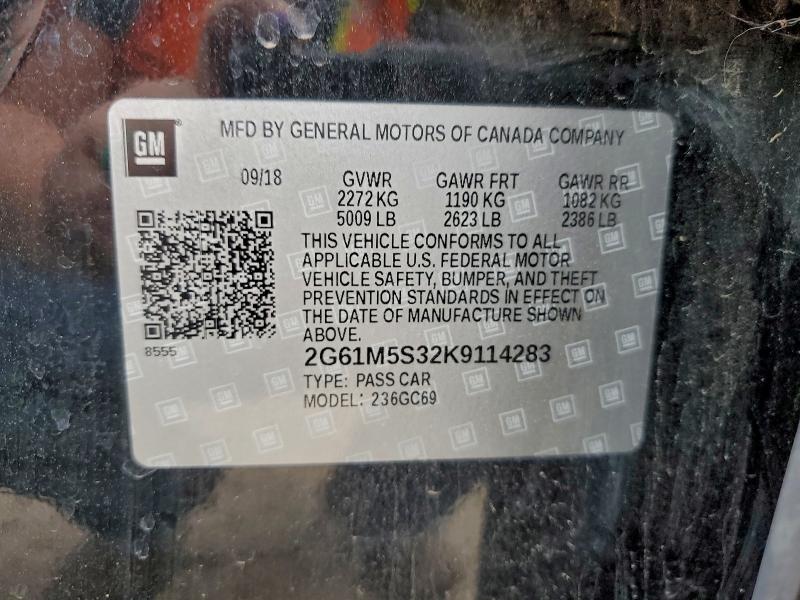 GM
MFD BY GENERAL MOTORS OF CANADA COMPANY
09/18 GVWR GAWR FRT GAWR RR
2272 KG 1190 KG 1082 KG
5009 LB 2623 LB 2386 LB
THIS VEHICLE CONFORMS TO ALL
APPLICABLE U.S. FEDERAL MOTOR
VEHICLE SAFETY, BUMPER, AND THEFT
PREVENTION STANDARDS IN EFFECT ON
THE DATE OF MANUFACTURE SHOWN
ABOVE.
8555
2G61M5S32K9114283
TYPE: PASS CAR
MODEL: 236GC69